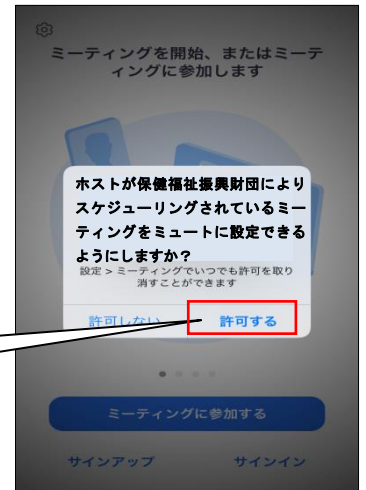 ミーティングを開始、またはミーテ
ィングに参加します
ホストが保健福祉振興財団により
スケジューリングされているミー
ティングをミュートに設定できる
ようにしますか？
設定 > ミーティングでいつでも許可を取り
消すことができます
許可しない
許可する
ミーティングに参加する
サインアップ
サインイン